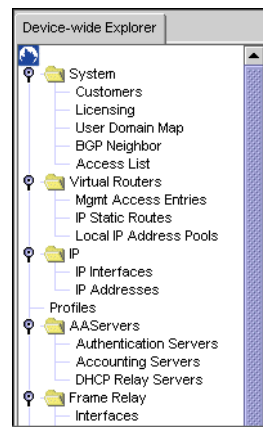 Device-wide Explorer
System
Customers
Licensing
User Domain Map
BGP Neighbor
Access List
Virtual Routers
Mgmt Access Entries
IP Static Routes
Local IP Address Pools
IP
IP Interfaces
IP Addresses
Profiles
AAServers
Authentication Servers
Accounting Servers
DHCP Relay Servers
Frame Relay
Interfaces